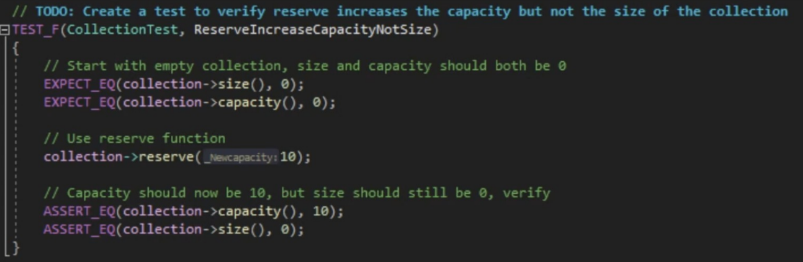 // TODO: Create a test to verify reserve increases the capacity but not the size of the collection
TEST_F(CollectionTest, ReserveIncreaseCapacityNotSize)
{
// Start with empty collection, size and capacity should both be 0
EXPECT_EQ(collection->size(), 0);
EXPECT_EQ(collection->capacity(), 0);
// Use reserve function
collection->reserve(_Newcapacity: 10);
// Capacity should now be 10, but size should still be 0, verify
ASSERT_EQ(collection->capacity(), 10);
ASSERT_EQ(collection->size(), 0);
}